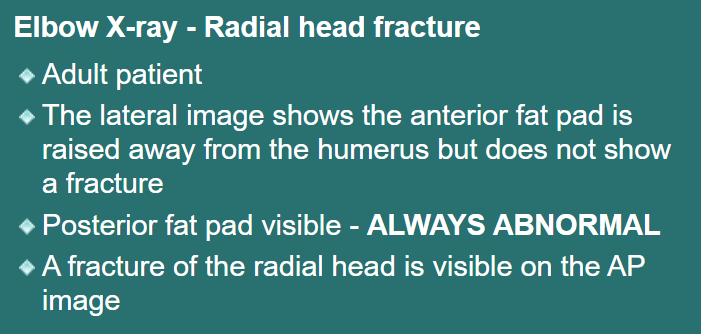 Elbow X-ray - Radial head fracture
Adult patient
The lateral image shows the anterior fat pad is
raised away from the humerus but does not show
a fracture
Posterior fat pad visible - ALWAYS ABNORMAL
A fracture of the radial head is visible on the AP
image